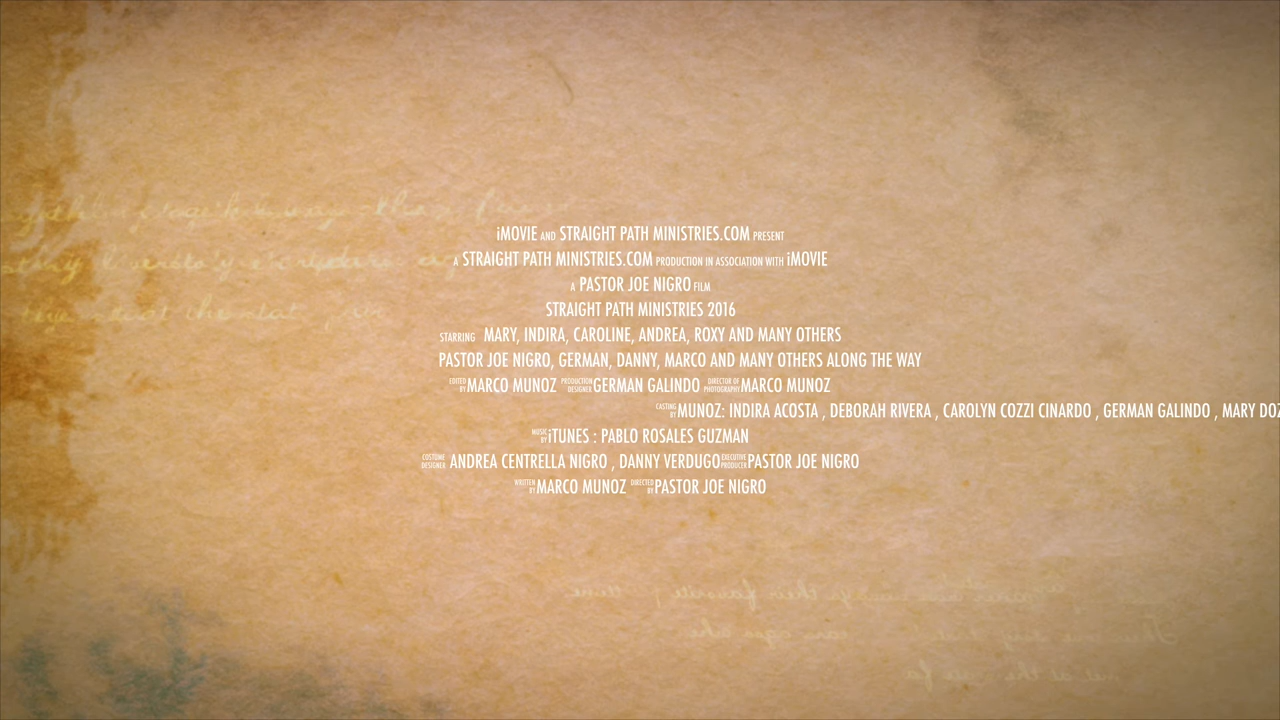 iMOVIE AND STRAIGHT PATH MINISTRIES.COM PRESENT
A STRAIGHT PATH MINISTRIES.COM PRODUCTION IN ASSOCIATION WITH iMOVIE
A PASTOR JOE NIGRO FILM
STRAIGHT PATH MINISTRIES 2016
STARRING MARY, INDIRA, CAROLINE, ANDREA, ROXY AND MANY OTHERS
PASTOR JOE NIGRO, GERMAN, DANNY, MARCO AND MANY OTHERS ALONG THE WAY
EDITED BY MARCO MUNOZ PRODUCTION DESIGNER GERMAN GALINDO DIRECTOR OF PHOTOGRAPHY MARCO MUNOZ
CASTING BY MUNOZ: INDIRA ACOSTA , DEBORAH RIVERA , CAROLYN COZZI CINARDO , GERMAN GALINDO , MARY
MUSIC BY iTUNES : PABLO ROSALES GUZMAN
COSTUME DESIGNER ANDREA CENTRELLA NIGRO , DANNY VERDUGO EXECUTIVE PRODUCER PASTOR JOE NIGRO
WRITTEN BY MARCO MUNOZ DIRECTED BY PASTOR JOE NIGRO